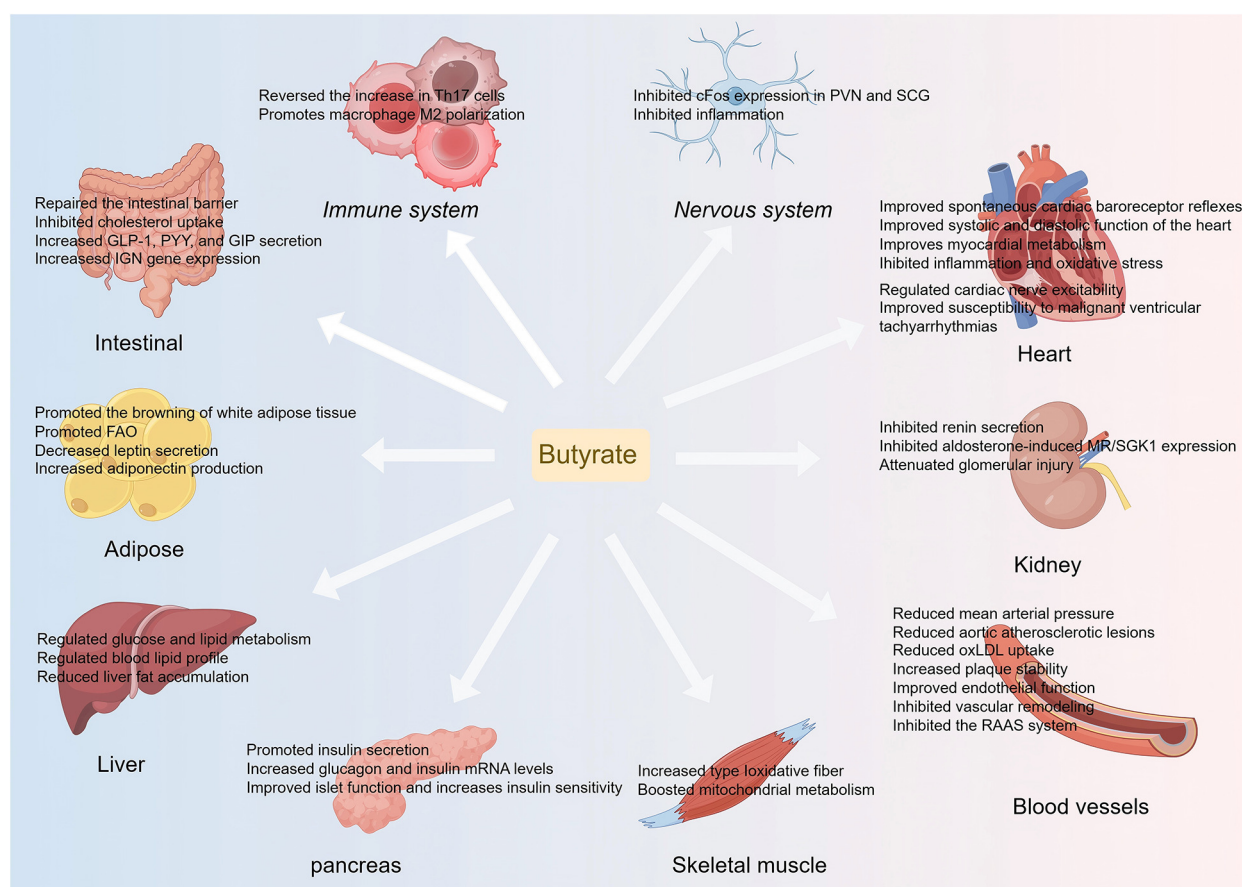 Reversed the increase in Th17 cells
Promotes macrophage M2 polarization
Immune system
Inhibited cFos expression in PVN and SCG
Inhibited inflammation
Nervous system
Repaired the intestinal barrier
Inhibited cholesterol uptake
Increased GLP-1, PYY, and GIP secretion
Increasesd IGN gene expression
Intestinal
Improved spontaneous cardiac baroreceptor reflexes
Improved systolic and diastolic function of the heart
Improves myocardial metabolism
Ihibited inflammation and oxidative stress
Regulated cardiac nerve excitability
Improved susceptibility to malignant ventricular
tachyarrhythmias
Heart
Promoted the browning of white adipose tissue
Promoted FAO
Decreased leptin secretion
Increased adiponectin production
Adipose
Butyrate
Inhibited renin secretion
Inhibited aldosterone-induced MR/SGK1 expression
Attenuated glomerular injury
Kidney
Regulated glucose and lipid metabolism
Regulated blood lipid profile
Reduced liver fat accumulation
Liver
Reduced mean arterial pressure
Reduced aortic atherosclerotic lesions
Reduced oxLDL uptake
Increased plaque stability
Improved endothelial function
Inhibited vascular remodeling
Inhibited the RAAS system
Blood vessels
Promoted insulin secretion
Increased glucagon and insulin mRNA levels
Improved islet function and increases insulin sensitivity
pancreas
Increased type Ioxidative fiber
Boosted mitochondrial metabolism
Skeletal muscle